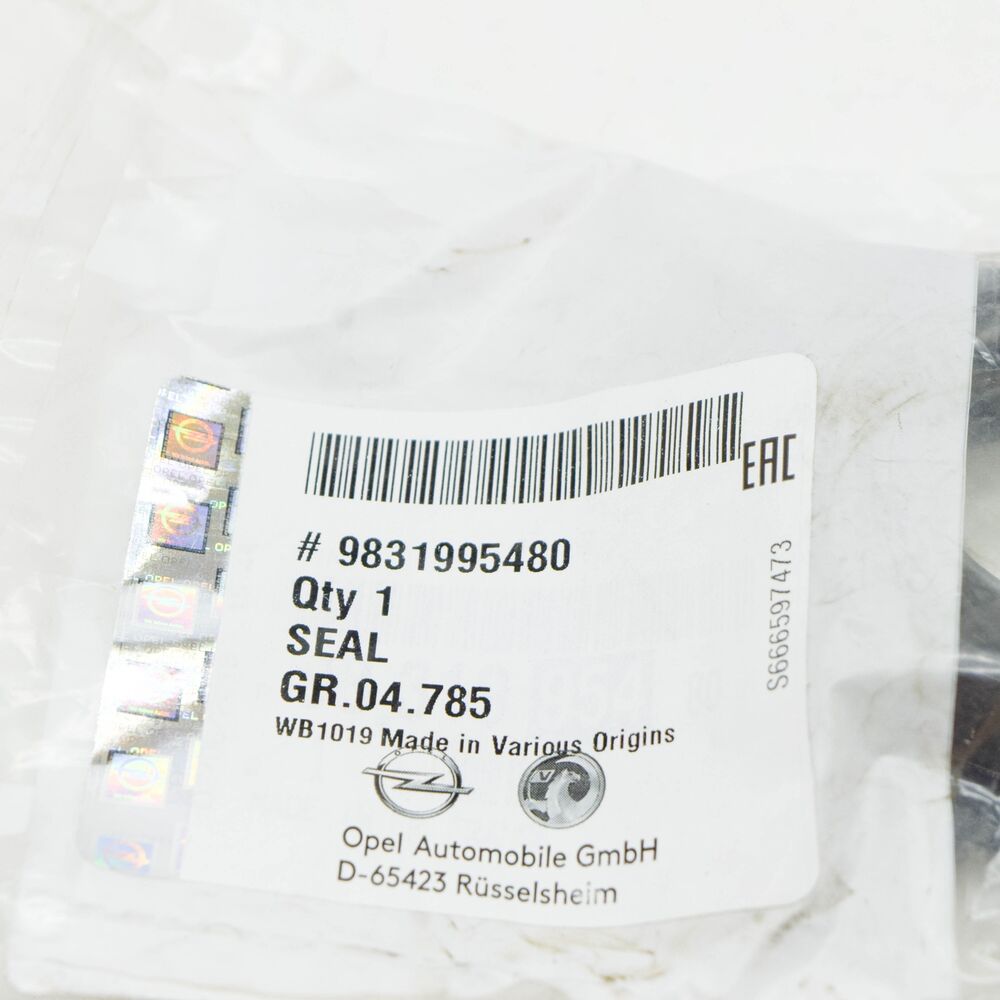 EAC
# 9831995480
Qty 1
SEAL
GR.04.785
WB1019 Made in Various Origins
Opel Automobile GmbH
D-65423 Rüsselsheim
S666597473